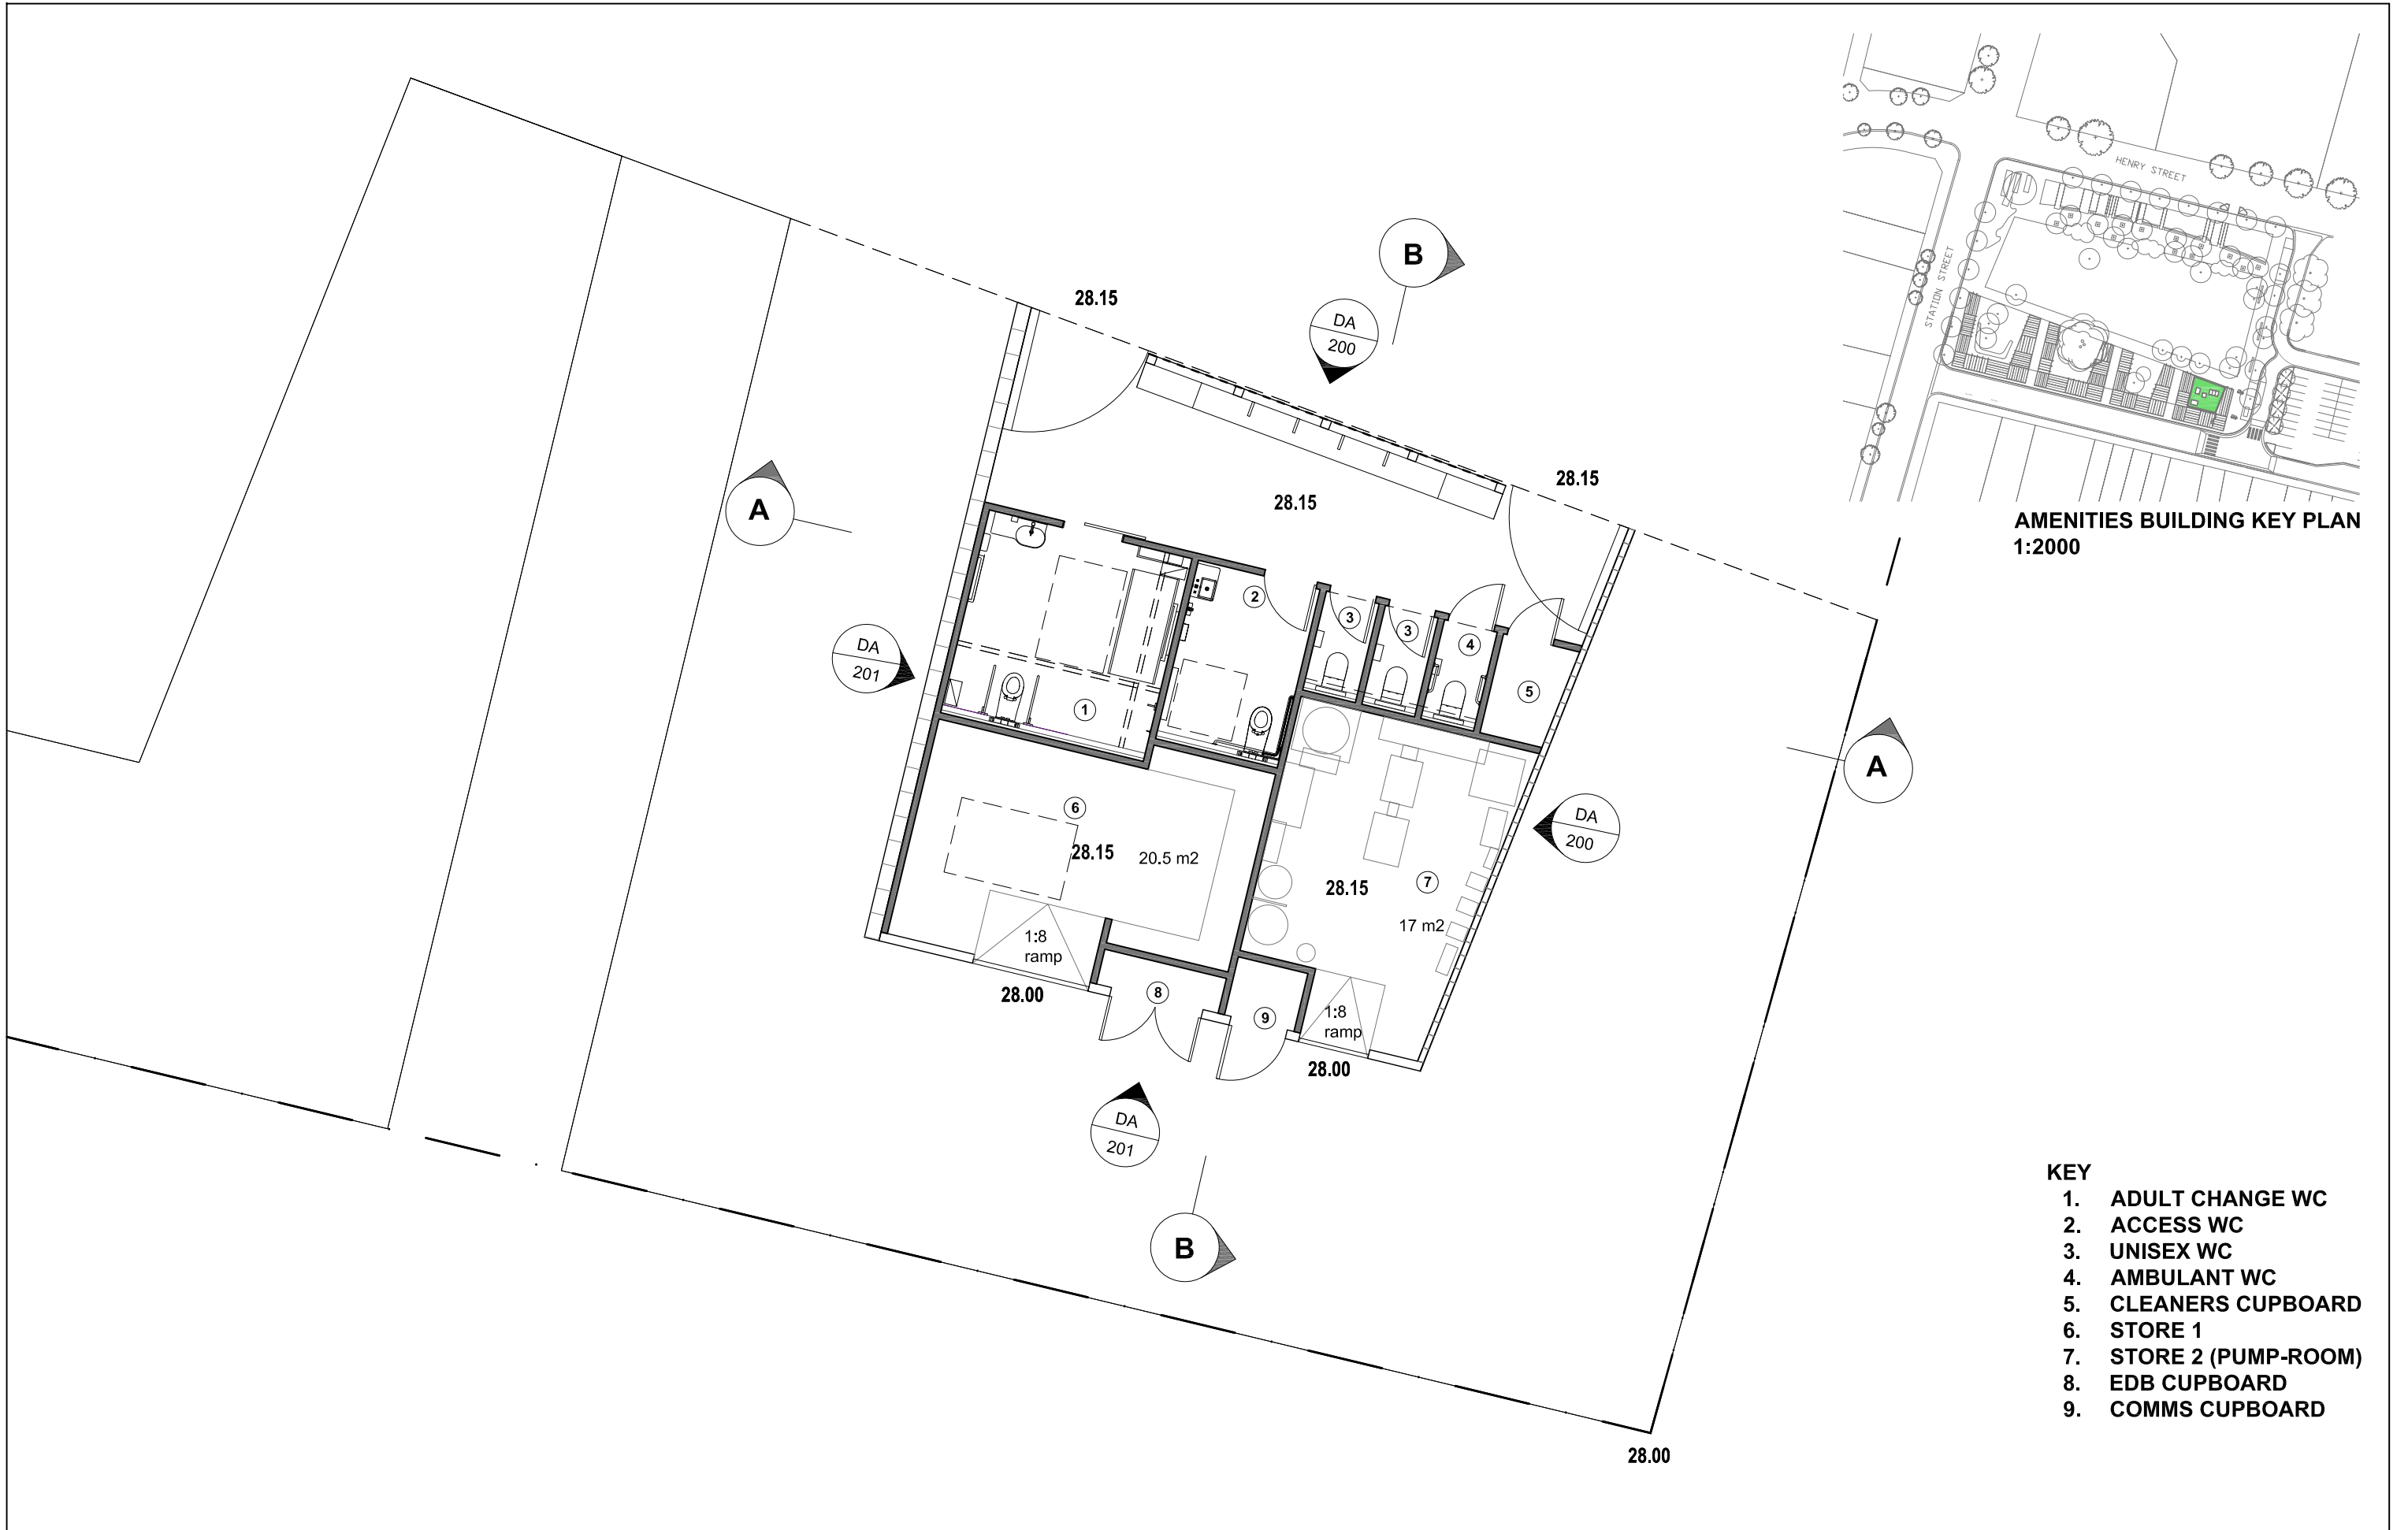 HENRY STREET
STATION STREET
AMENITIES BUILDING KEY PLAN
1:2000
B
28.15
DA
200
28.15
28.15
A
2
3
3
4
DA
201
5
1
A
6
28.15
20.5 m2
DA
200
28.15
7
17 m2
1:8
ramp
28.00
8
9
1:8
ramp
28.00
DA
201
B
KEY
1. ADULT CHANGE WC
2. ACCESS WC
3. UNISEX WC
4. AMBULANT WC
5. CLEANERS CUPBOARD
6. STORE 1
7. STORE 2 (PUMP-ROOM)
8. EDB CUPBOARD
9. COMMS CUPBOARD
28.00